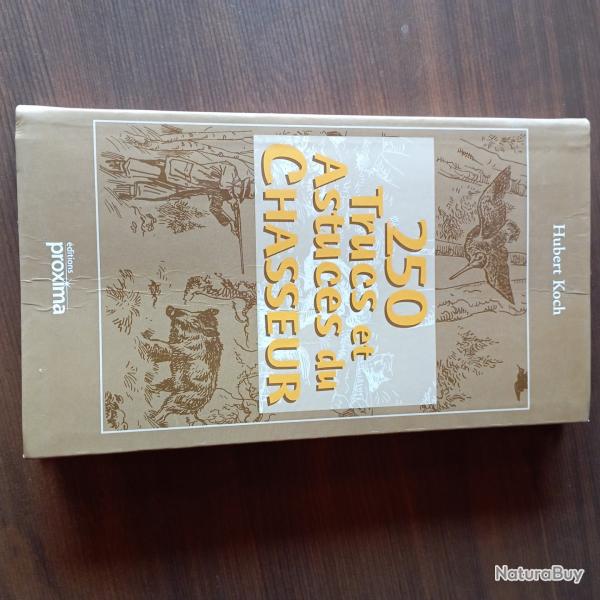 Hubert Koch
250
Trucs et
Astuces du
CHASSEUR
éditions
proxima
NaturaBuy